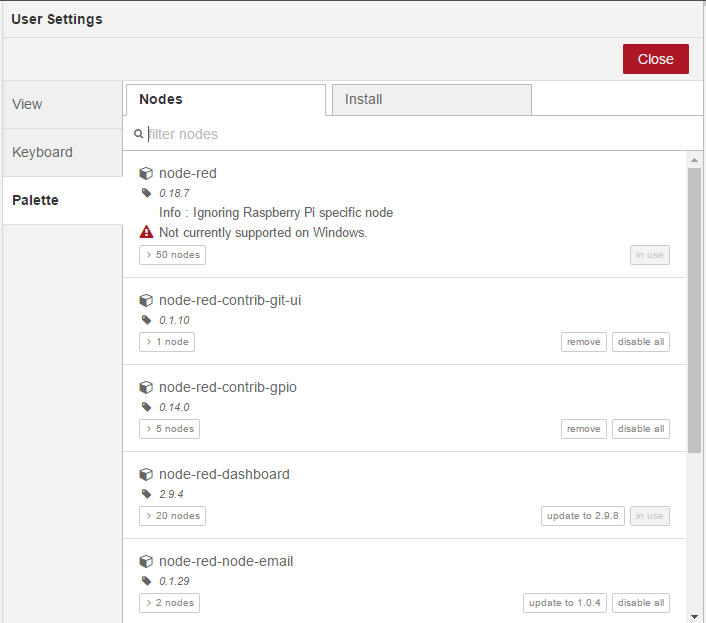 User Settings
Close
View
Keyboard
Palette
Nodes
Install
filter nodes
node-red
0.18.7
Info : Ignoring Raspberry Pi specific node
Not currently supported on Windows.
> 50 nodes
in use
node-red-contrib-git-ui
0.1.10
> 1 node
remove
disable all
node-red-contrib-gpio
0.14.0
> 5 nodes
remove
disable all
node-red-dashboard
2.9.4
> 20 nodes
update to 2.9.8
in use
node-red-node-email
0.1.29
> 2 nodes
update to 1.0.4
disable all